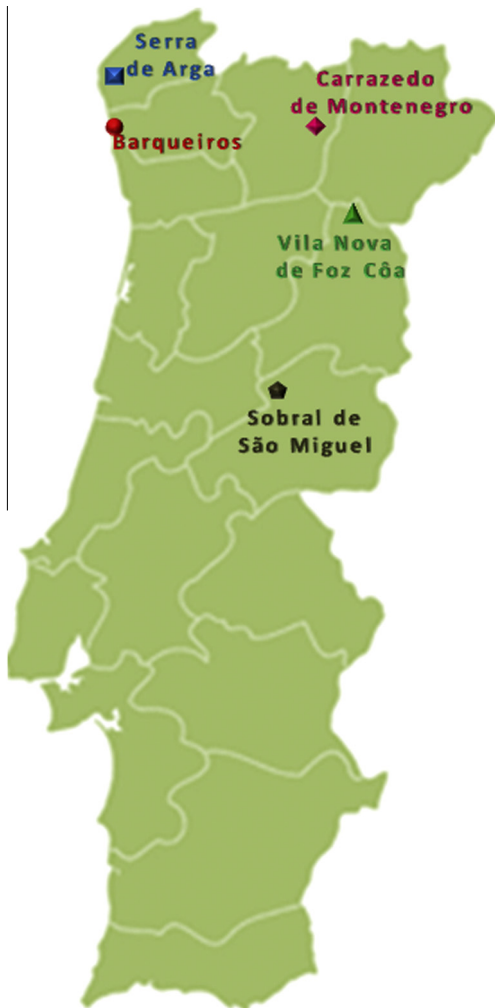 Serra
de Arga
Carrazedo
de Montenegro
Barqueiros
Vila Nova
de Foz Côa
Sobral de
São Miguel